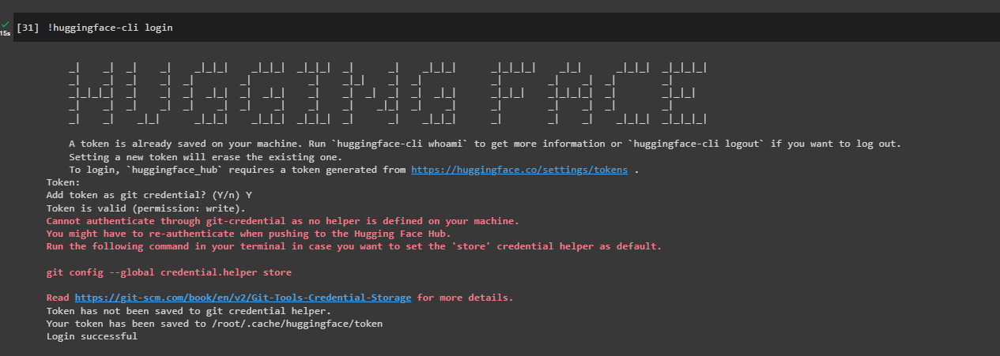 15s
[31] !huggingface-cli login
HUGGING FACE
A token is already saved on your machine. Run `huggingface-cli whoami` to get more information or `huggingface-cli logout` if you want to log out.
Setting a new token will erase the existing one.
To login, `huggingface_hub` requires a token generated from https://huggingface.co/settings/tokens .
Token:
Add token as git credential? (Y/n) Y
Token is valid (permission: write).
Cannot authenticate through git-credential as no helper is defined on your machine.
You might have to re-authenticate when pushing to the Hugging Face Hub.
Run the following command in your terminal in case you want to set the 'store' credential helper as default.
git config --global credential.helper store
Read https://git-scm.com/book/en/v2/Git-Tools-Credential-Storage for more details.
Token has not been saved to git credential helper.
Your token has been saved to /root/.cache/huggingface/token
Login successful